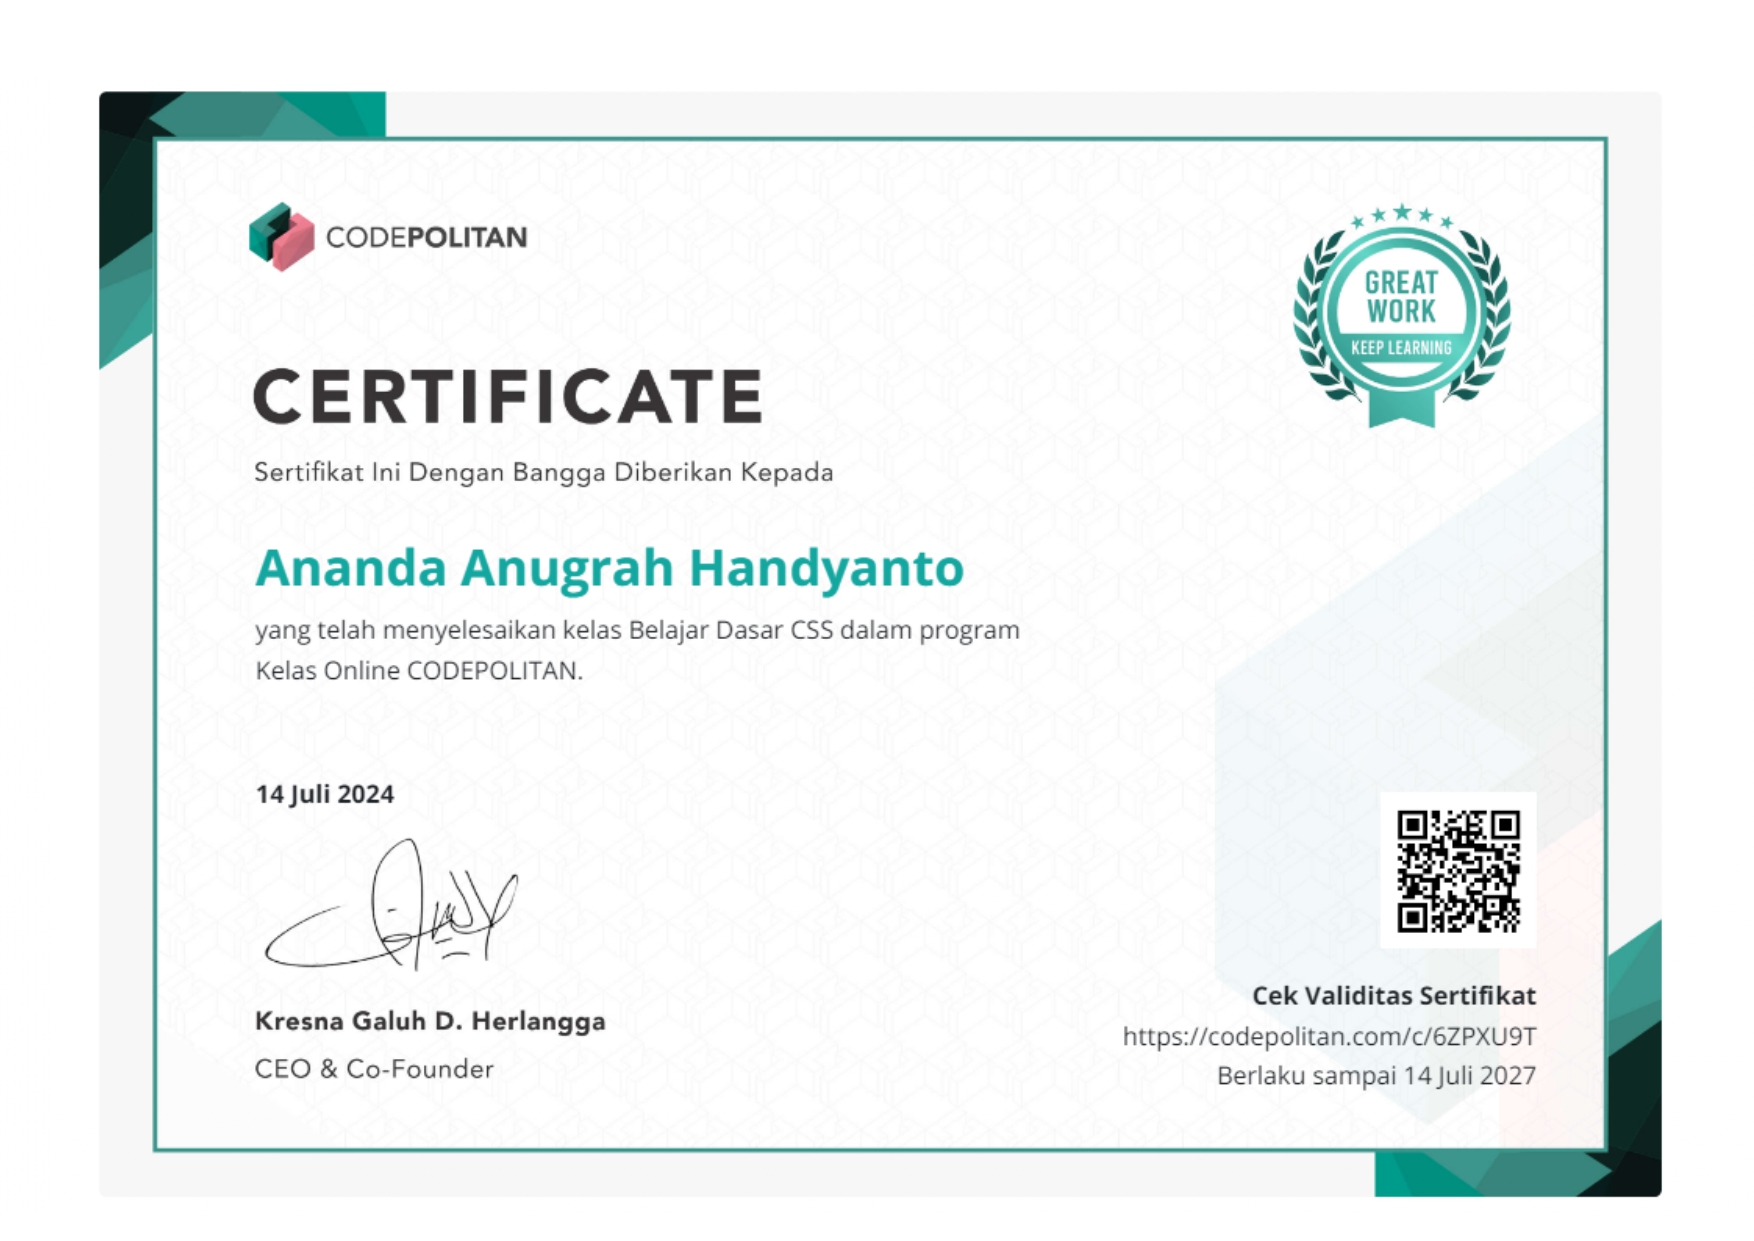 CODEPOLITAN
GREAT
WORK
KEEP LEARNING
CERTIFICATE
Sertifikat Ini Dengan Bangga Diberikan Kepada
Ananda Anugrah Handyanto
yang telah menyelesaikan kelas Belajar Dasar CSS dalam program
Kelas Online CODEPOLITAN.
14 Juli 2024
Kresna Galuh D. Herlangga
CEO & Co-Founder
Cek Validitas Sertifikat
https://codepolitan.com/c/6ZPXU9T
Berlaku sampai 14 Juli 2027